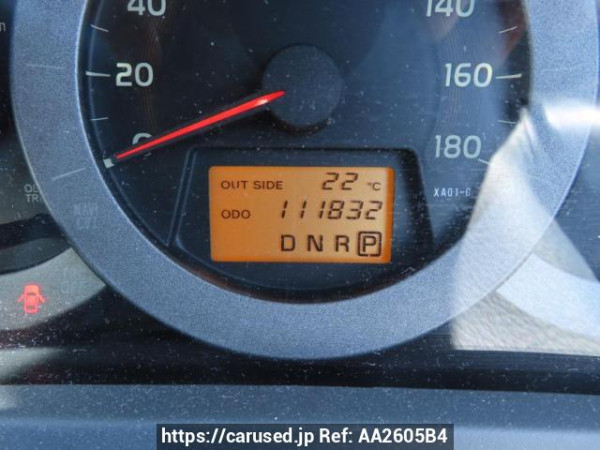 40
140
20
160
0
180
OUT SIDE 22 °C
ODO 111832
D N R P
XA01-C
https://carused.jp Ref: AA2605B4